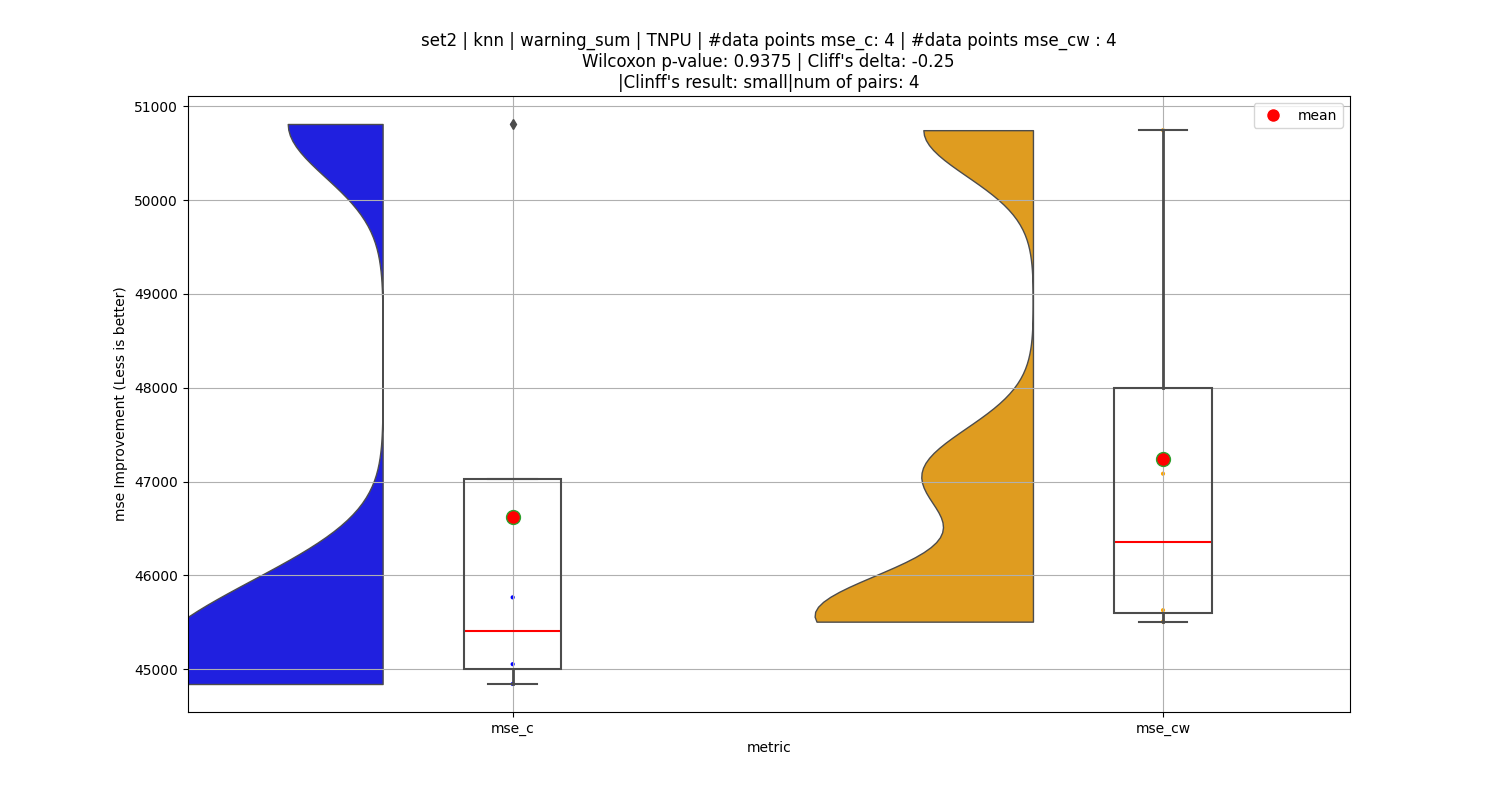 set2 | knn | warning_sum | TNPU | #data points mse_c: 4 | #data points mse_cw : 4
Wilcoxon p-value: 0.9375 | Cliff's delta: -0.25
|Clinff's result: small|num of pairs: 4
mean
51000
50000
49000
48000
47000
46000
45000
mse Improvement (Less is better)
mse_c
mse_cw
metric